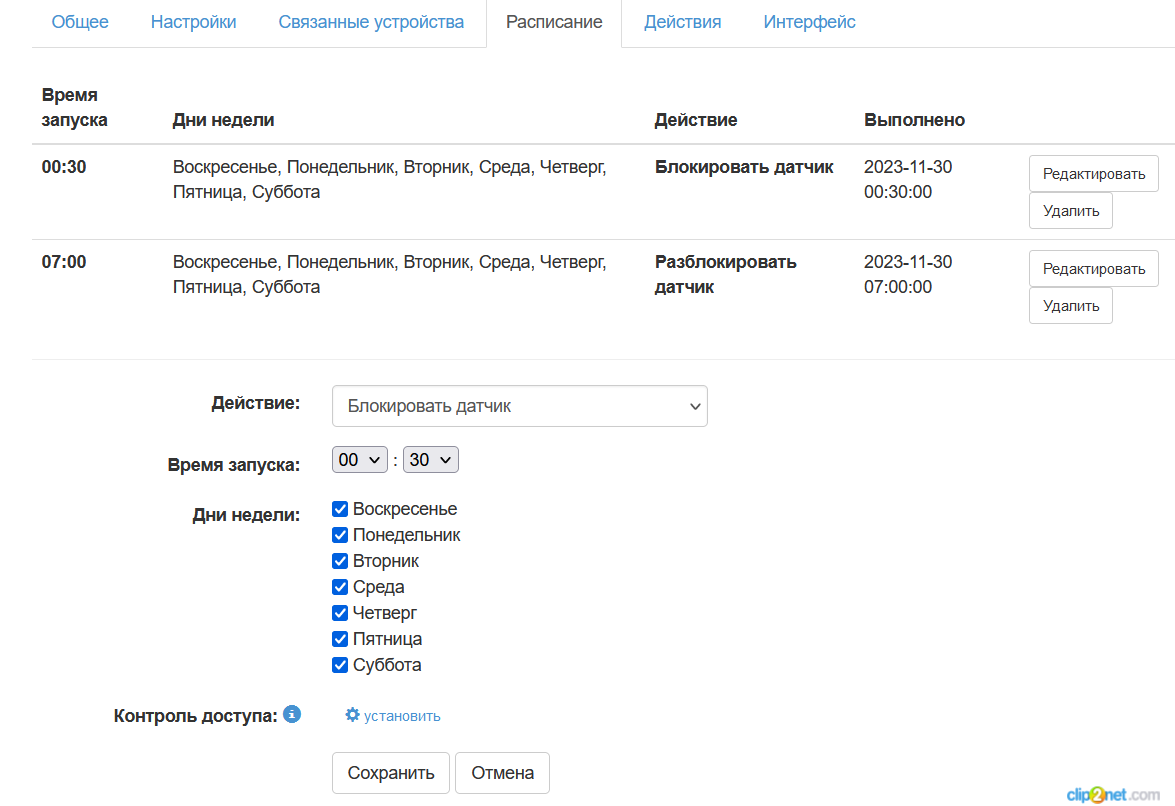 Общее Настройки Связанные устройства Расписание Действия Интерфейс
Время
запуска Дни недели Действие Выполнено
00:30 Воскресенье, Понедельник, Вторник, Среда, Четверг, Блокировать датчик 2023-11-30 Редактировать
Пятница, Суббота 00:30:00
Удалить
07:00 Воскресенье, Понедельник, Вторник, Среда, Четверг, Разблокировать 2023-11-30 Редактировать
Пятница, Суббота датчик 07:00:00
Удалить
Действие: Блокировать датчик
Время запуска: 00 : 30
Дни недели: Воскресенье
Понедельник
Вторник
Среда
Четверг
Пятница
Суббота
Контроль доступа: установить
Сохранить Отмена
clip2net.com